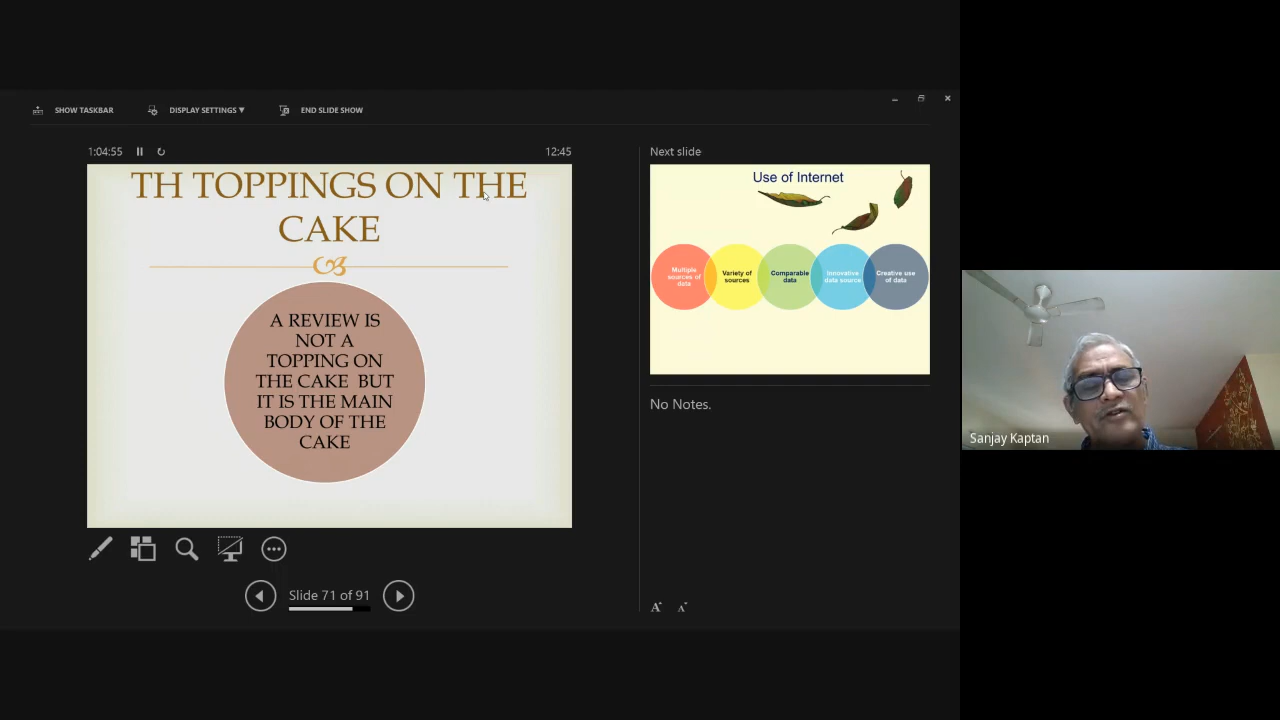 SHOW TASKBAR
DISPLAY SETTINGS ▼
END SLIDE SHOW
1:04:55
12:45
TH TOPPINGS ON THE
CAKE
A REVIEW IS
NOT A
TOPPING ON
THE CAKE BUT
IT IS THE MAIN
BODY OF THE
CAKE
Slide 71 of 91
Next slide
Use of Internet
Multiple
sources of
data
Variety of
sources
Comparable
data
Innovative
data source
Creative use
of data
No Notes.
A
A
Sanjay Kaptan